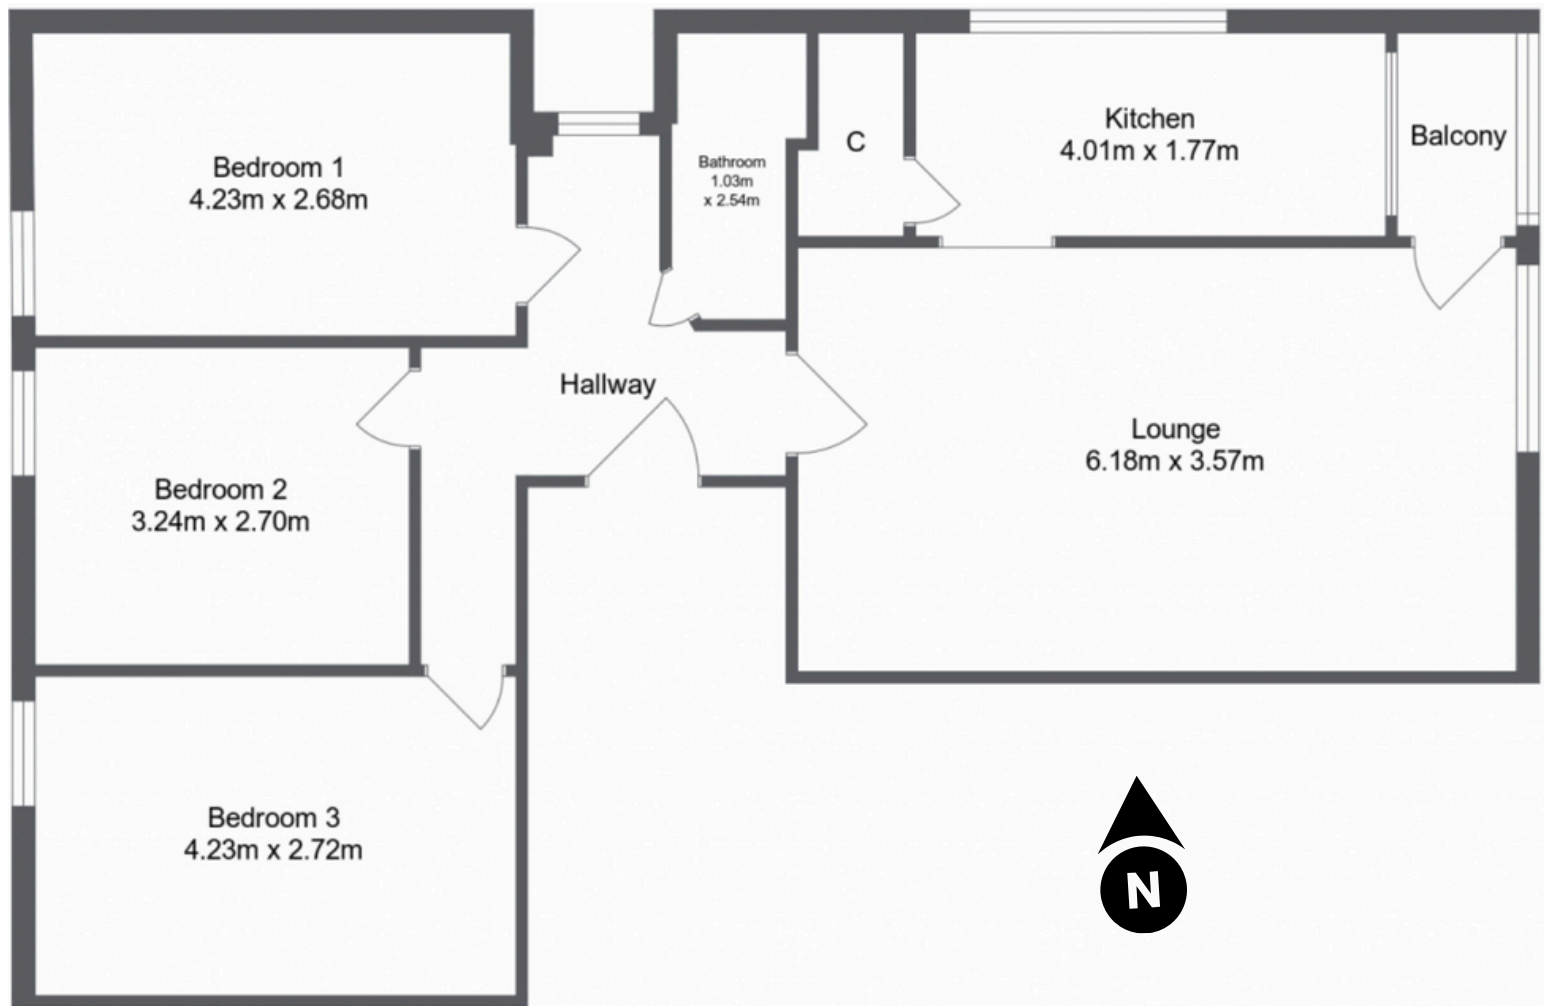 Bedroom 1
4.23m x 2.68m
Bathroom
1.03m
x 2.54m
C
Kitchen
4.01m x 1.77m
Balcony
Hallway
Lounge
6.18m x 3.57m
Bedroom 2
3.24m x 2.70m
Bedroom 3
4.23m x 2.72m
N